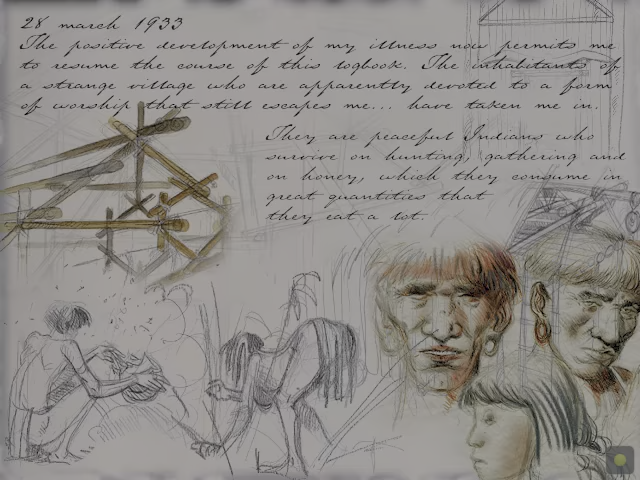 28 march 1933
The positive development of my illness now permits me
to resume the course of this logbook. The inhabitants of
a strange village who are apparently devoted to a form
of worship that still escapes me... have taken me in.
They are peaceful Indians who
survive on hunting, gathering and
on honey, which they consume in
great quantities that
they eat a lot.